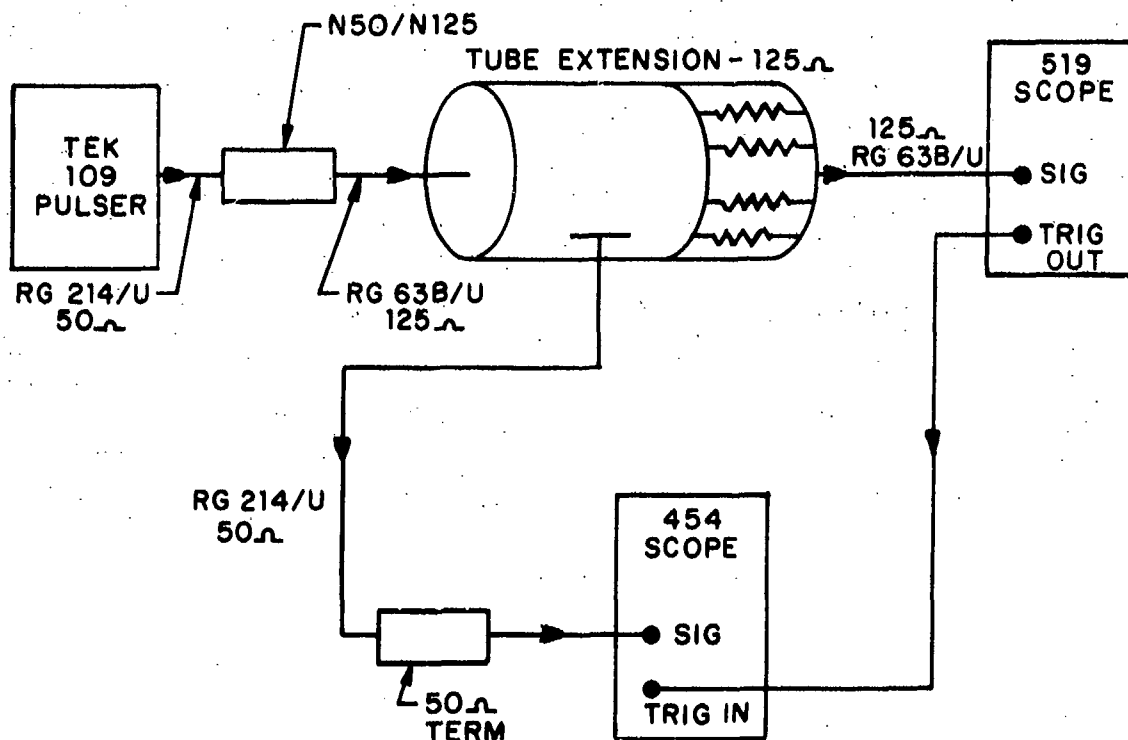 N50/N125
TUBE EXTENSION - 125Ω
TEK
109
PULSER
519
SCOPE
125Ω
RG 63B/U
SIG
TRIG
OUT
RG 214/U
50Ω
RG 63B/U
125Ω
RG 214/U
50Ω
454
SCOPE
SIG
TRIG IN
50Ω
TERM